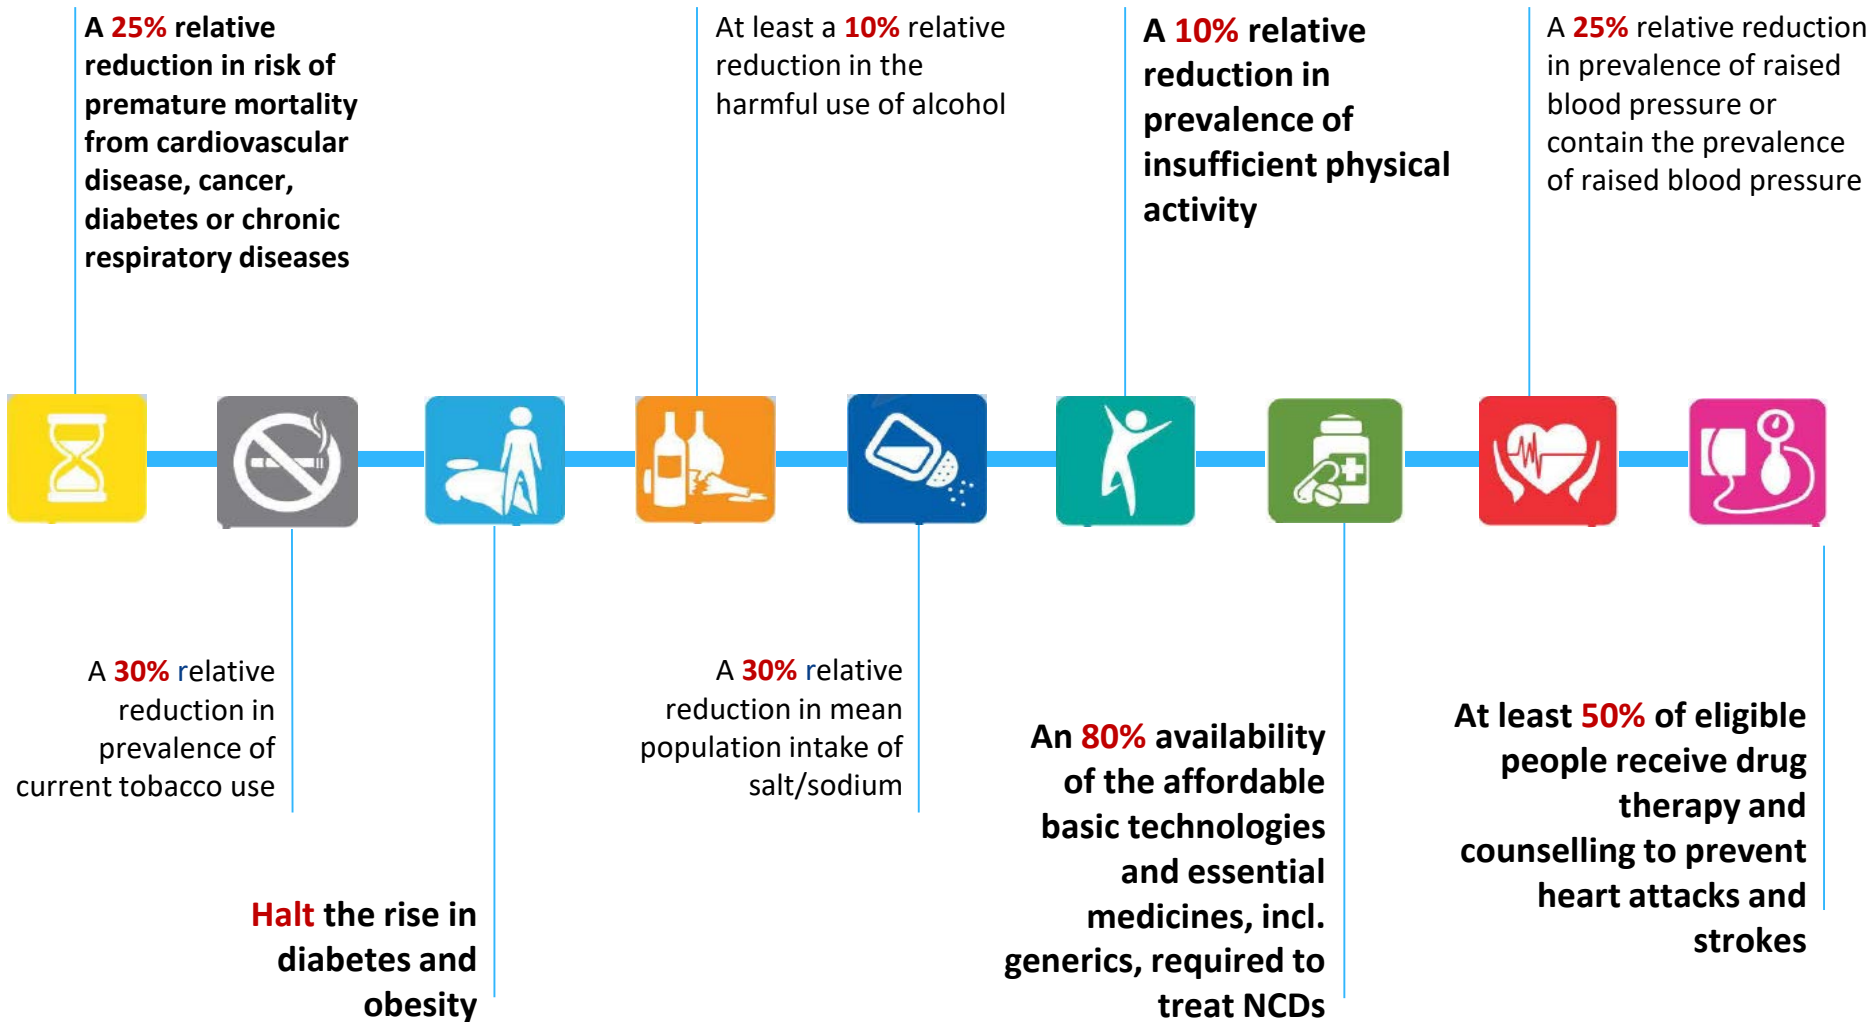 A 25% relative
reduction in risk of
premature mortality
from cardiovascular
disease, cancer,
diabetes or chronic
respiratory diseases
At least a 10% relative
reduction in the
harmful use of alcohol
A 10% relative
reduction in
prevalence of
insufficient physical
activity
A 25% relative reduction
in prevalence of raised
blood pressure or
contain the prevalence
of raised blood pressure
A 30% relative
reduction in
prevalence of
current tobacco use
Halt the rise in
diabetes and
obesity
A 30% relative
reduction in mean
population intake of
salt/sodium
An 80% availability
of the affordable
basic technologies
and essential
medicines, incl.
generics, required to
treat NCDs
At least 50% of eligible
people receive drug
therapy and
counselling to prevent
heart attacks and
strokes